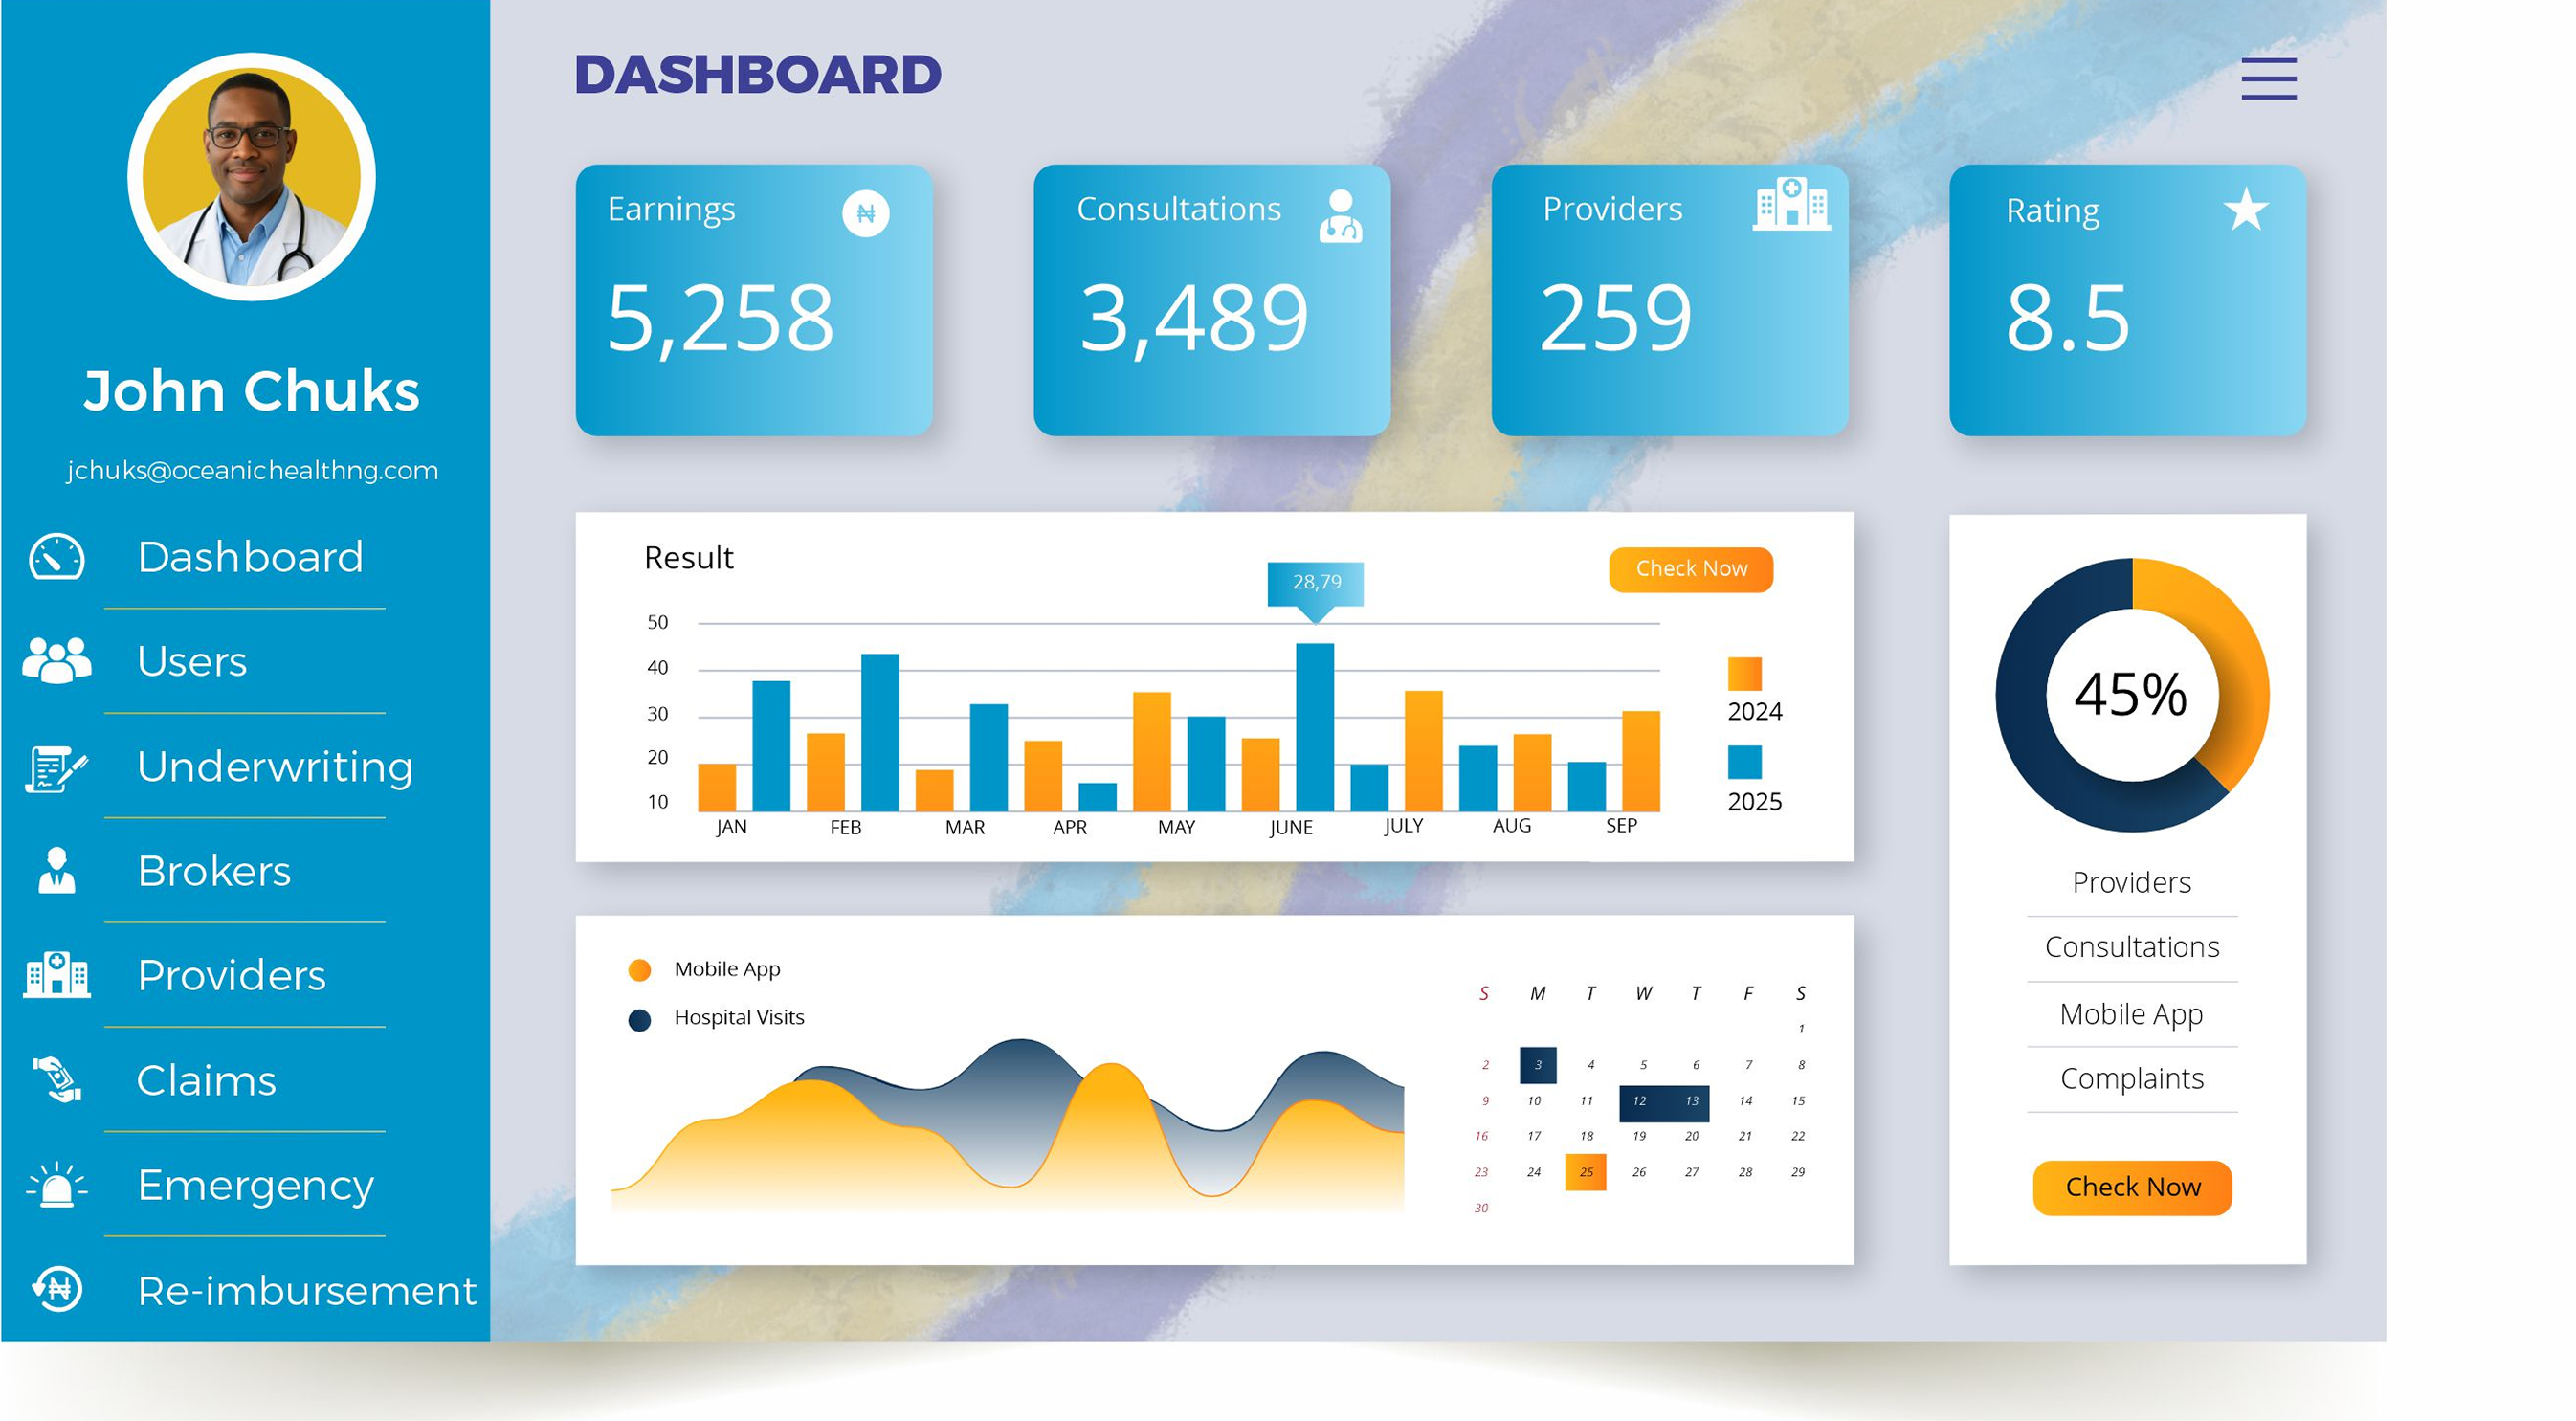 John Chuks
jchuks@oceanichealthng.com
Dashboard
Users
Underwriting
Brokers
Providers
Claims
Emergency
Re-imbursement
DASHBOARD
Earnings ₦
5,258
Consultations
3,489
Providers
259
Rating
8.5
Result
28,79
Check Now
50
40
30
20
10
JAN FEB MAR APR MAY JUNE JULY AUG SEP
2024
2025
45%
Providers
Consultations
Mobile App
Complaints
Check Now
Mobile App
Hospital Visits
S M T W T F S
1
2 3 4 5 6 7 8
9 10 11 12 13 14 15
16 17 18 19 20 21 22
23 24 25 26 27 28 29
30